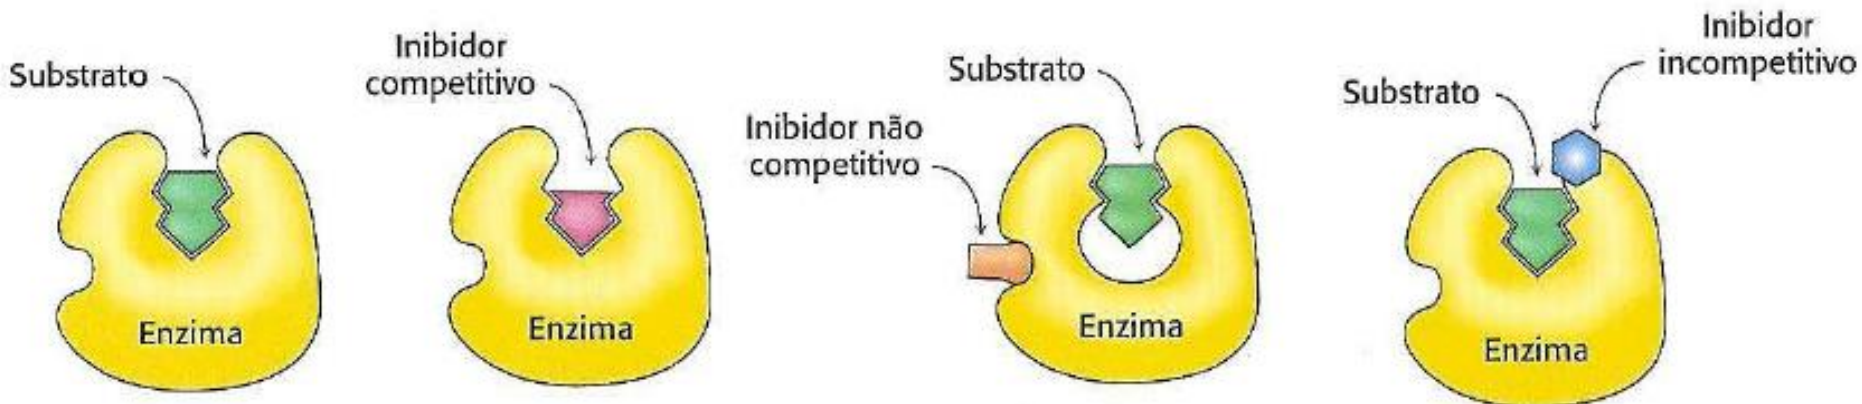 Substrato
Enzima
Inibidor
competitivo
Enzima
Inibidor não
competitivo
Substrato
Enzima
Substrato
Inibidor
incompetitivo
Enzima